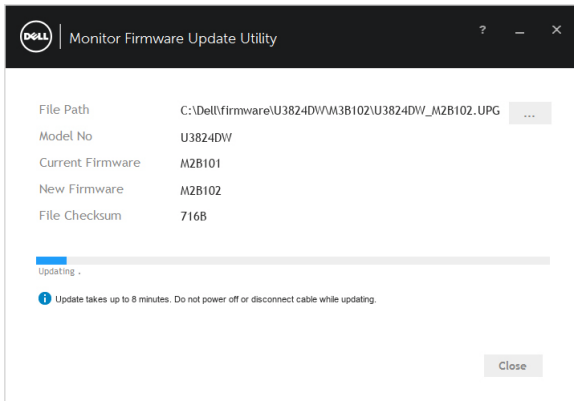 DELL Monitor Firmware Update Utility ? _ ×
File Path C:\Dell\firmware\U3824DW\M3B102\U3824DW_M2B102.UPG ...
Model No U3824DW
Current Firmware M2B101
New Firmware M2B102
File Checksum 716B
Updating .
i Update takes up to 8 minutes. Do not power off or disconnect cable while updating.
Close